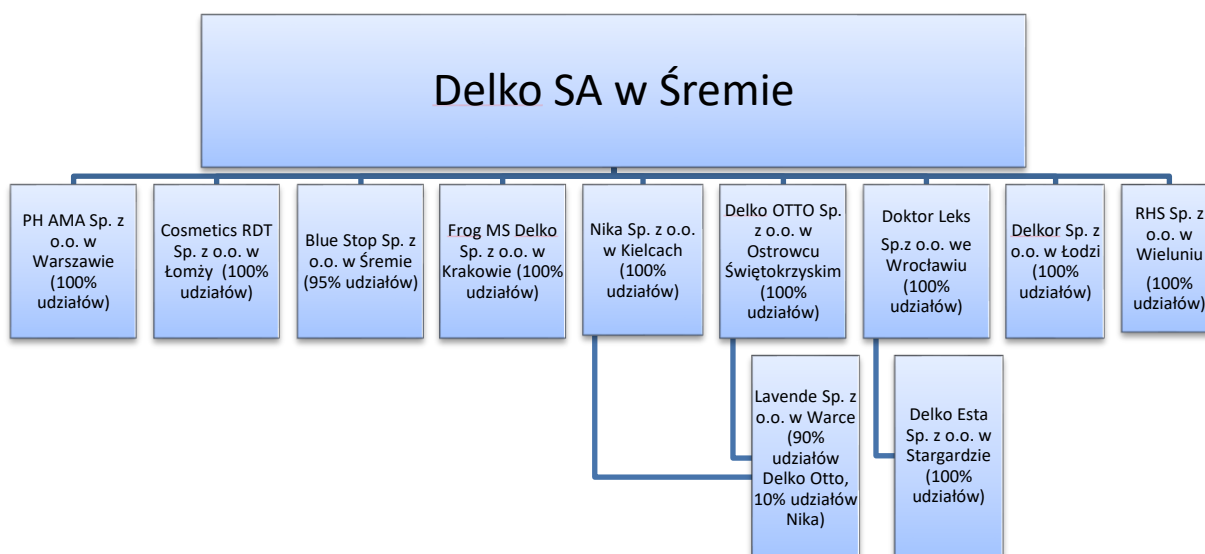 Delko SA w Śremie
PH AMA Sp. z
o.o. w
Warszawie
(100%
udziałów)
Cosmetics RDT
Sp. z o.o. w
Łomży (100%
udziałów)
Blue Stop Sp. z
o.o. w Śremie
(95% udziałów)
Frog MS Delko
Sp. z o.o. w
Krakowie (100%
udziałów)
Nika Sp. z o.o.
w Kielcach
(100%
udziałów)
Delko OTTO Sp.
z o.o. w
Ostrowcu
Świętokrzyskim
(100%
udziałów)
Doktor Leks
Sp.z o.o. we
Wrocławiu
(100%
udziałów)
Delkor Sp. z
o.o. w Łodzi
(100%
udziałów)
RHS Sp. z
o.o. w
Wieluniu
(100%
udziałów)
Lavende Sp. z
o.o. w Warce
(90%
udziałów
Delko Otto,
10% udziałów
Nika)
Delko Esta
Sp. z o.o. w
Stargardzie
(100%
udziałów)